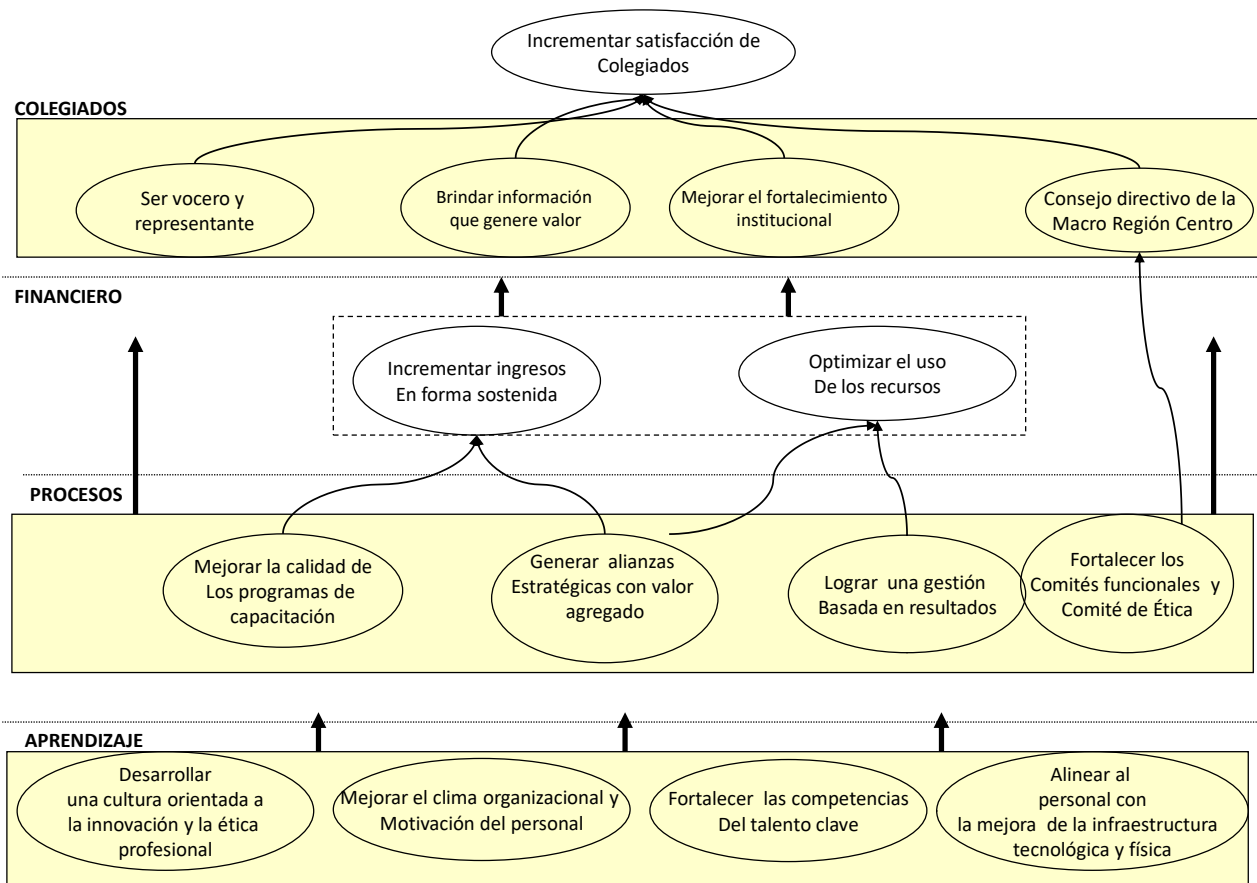 Incrementar satisfacción de
Colegiados
COLEGIADOS
Ser vocero y
representante
Brindar información
que genere valor
Mejorar el fortalecimiento
institucional
Consejo directivo de la
Macro Región Centro
FINANCIERO
Incrementar ingresos
En forma sostenida
Optimizar el uso
De los recursos
PROCESOS
Mejorar la calidad de
Los programas de
capacitación
Generar alianzas
Estratégicas con valor
agregado
Lograr una gestión
Basada en resultados
Fortalecer los
Comités funcionales y
Comité de Ética
APRENDIZAJE
Desarrollar
una cultura orientada a
la innovación y la ética
profesional
Mejorar el clima organizacional y
Motivación del personal
Fortalecer las competencias
Del talento clave
Alinear al
personal con
la mejora de la infraestructura
tecnológica y física